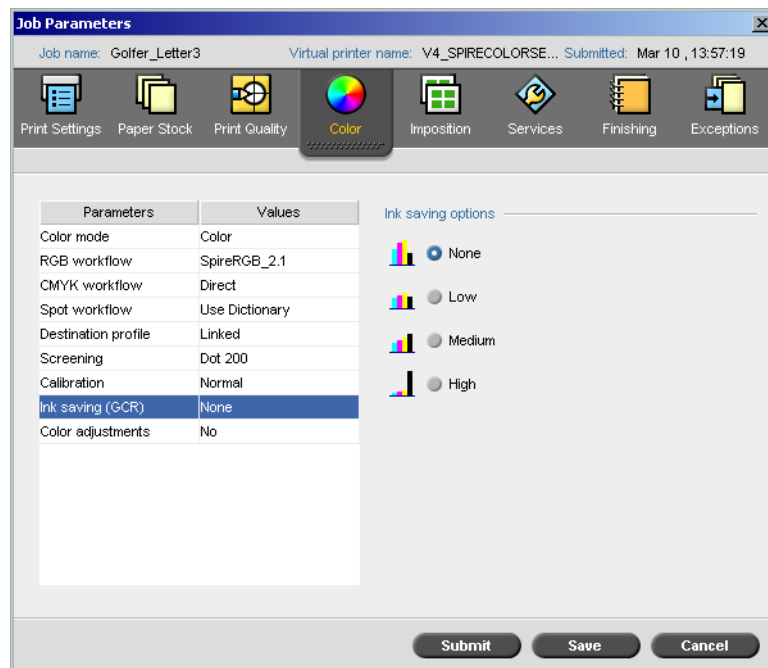 Job Parameters
Job name: Golfer_Letter3 Virtual printer name: V4_SPIRECOLORSE... Submitted: Mar 10 , 13:57:19
Print Settings Paper Stock Print Quality Color Imposition Services Finishing Exceptions
Parameters Values
Color mode Color
RGB workflow SpireRGB_2.1
CMYK workflow Direct
Spot workflow Use Dictionary
Destination profile Linked
Screening Dot 200
Calibration Normal
Ink saving (GCR) None
Color adjustments No
Ink saving options
None
Low
Medium
High
Submit Save Cancel